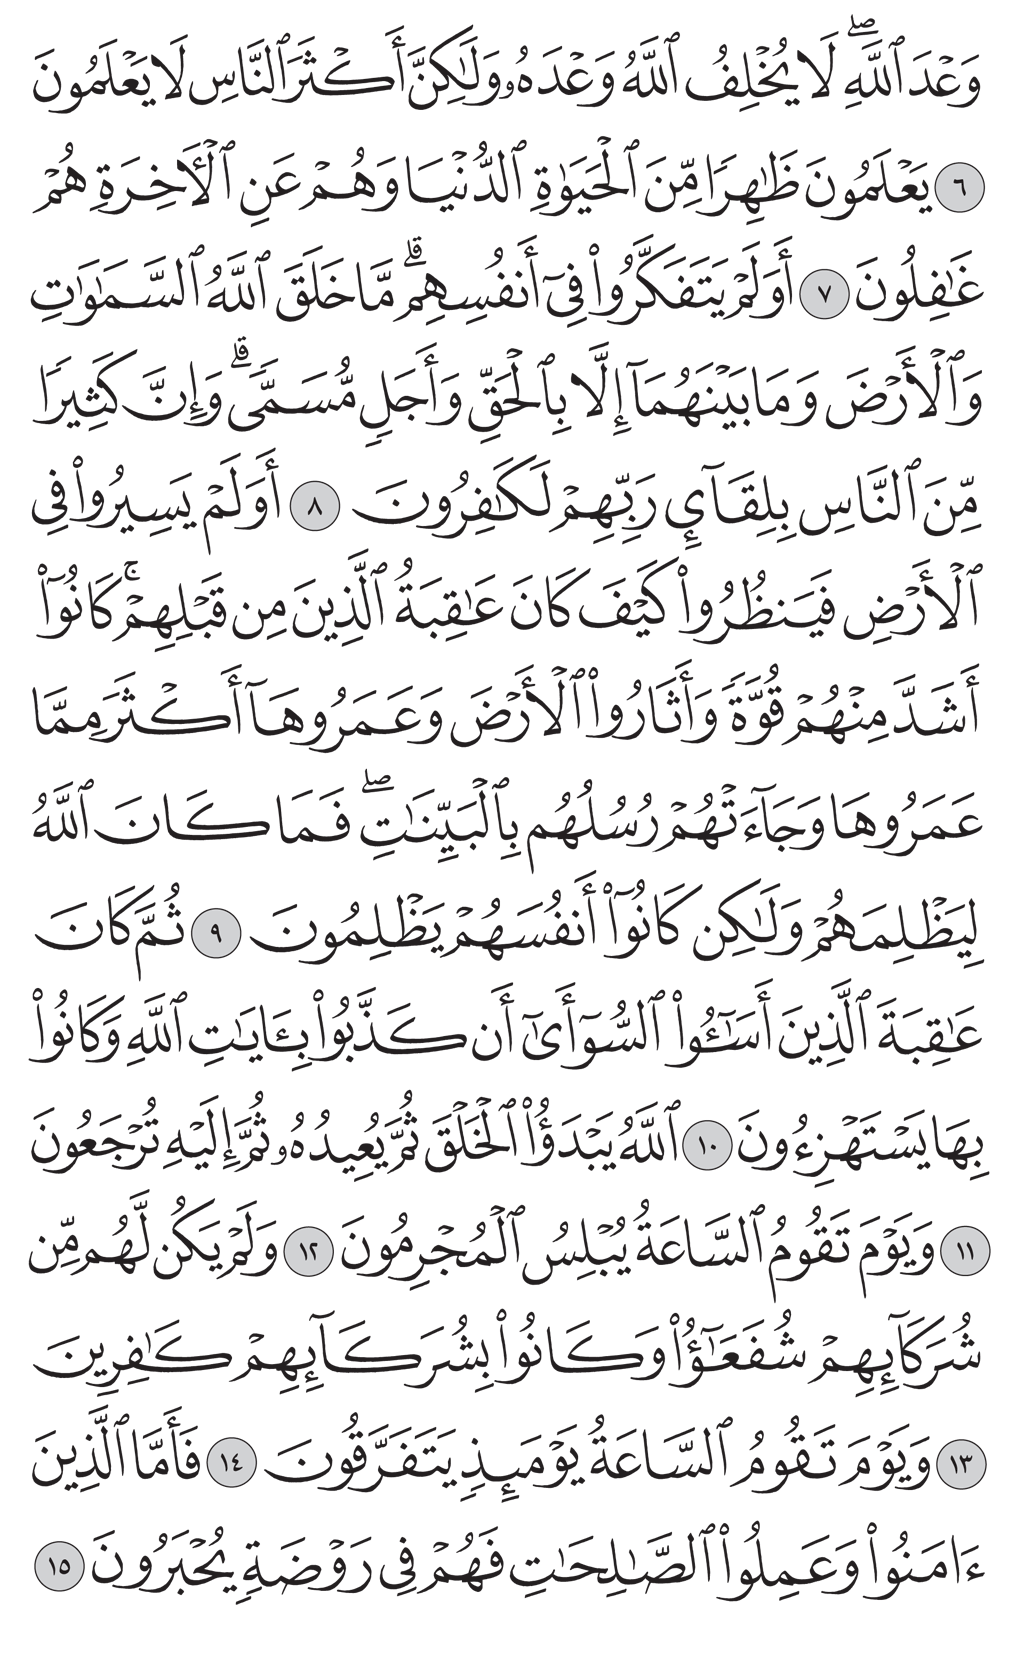 وَعۡدَ ٱللَّهِۖ لَا يُخۡلِفُ ٱللَّهُ وَعۡدَهُۥ وَلَٰكِنَّ أَكۡثَرَ ٱلنَّاسِ لَا يَعۡلَمُونَ
٦ يَعۡلَمُونَ ظَٰهِرٗا مِّنَ ٱلۡحَيَوٰةِ ٱلدُّنۡيَا وَهُمۡ عَنِ ٱلۡأٓخِرَةِ هُمۡ
غَٰفِلُونَ ٧ أَوَلَمۡ يَتَفَكَّرُواْ فِيٓ أَنفُسِهِمۗ مَّا خَلَقَ ٱللَّهُ ٱلسَّمَٰوَٰتِ
وَٱلۡأَرۡضَ وَمَا بَيۡنَهُمَآ إِلَّا بِٱلۡحَقِّ وَأَجَلٖ مُّسَمّٗىۗ وَإِنَّ كَثِيرٗا
مِّنَ ٱلنَّاسِ بِلِقَآيِٕ رَبِّهِمۡ لَكَٰفِرُونَ ٨ أَوَلَمۡ يَسِيرُواْ فِي
ٱلۡأَرۡضِ فَيَنظُرُواْ كَيۡفَ كَانَ عَٰقِبَةُ ٱلَّذِينَ مِن قَبۡلِهِمۡۚ كَانُوٓاْ
أَشَدَّ مِنۡهُمۡ قُوَّةٗ وَأَثَارُواْ ٱلۡأَرۡضَ وَعَمَرُوهَآ أَكۡثَرَ مِمَّا
عَمَرُوهَا وَجَآءَتۡهُمۡ رُسُلُهُم بِٱلۡبَيِّنَٰتِۖ فَمَا كَانَ ٱللَّهُ
لِيَظۡلِمَهُمۡ وَلَٰكِن كَانُوٓاْ أَنفُسَهُمۡ يَظۡلِمُونَ ٩ ثُمَّ كَانَ
عَٰقِبَةَ ٱلَّذِينَ أَسَٰٓـُٔواْ ٱلسُّوٓأَىٰٓ أَن كَذَّبُواْ بِـَٔايَٰتِ ٱللَّهِ وَكَانُواْ
بِهَا يَسۡتَهۡزِءُونَ ١٠ ٱللَّهُ يَبۡدَؤُاْ ٱلۡخَلۡقَ ثُمَّ يُعِيدُهُۥ ثُمَّ إِلَيۡهِ تُرۡجَعُونَ
١١ وَيَوۡمَ تَقُومُ ٱلسَّاعَةُ يُبۡلِسُ ٱلۡمُجۡرِمُونَ ١٢ وَلَمۡ يَكُن لَّهُم مِّن
شُرَكَآئِهِمۡ شُفَعَٰٓؤُاْ وَكَانُواْ بِشُرَكَآئِهِمۡ كَٰفِرِينَ
١٣ وَيَوۡمَ تَقُومُ ٱلسَّاعَةُ يَوۡمَئِذٖ يَتَفَرَّقُونَ ١٤ فَأَمَّا ٱلَّذِينَ
ءَامَنُواْ وَعَمِلُواْ ٱلصَّٰلِحَٰتِ فَهُمۡ فِي رَوۡضَةٖ يُحۡبَرُونَ ١٥